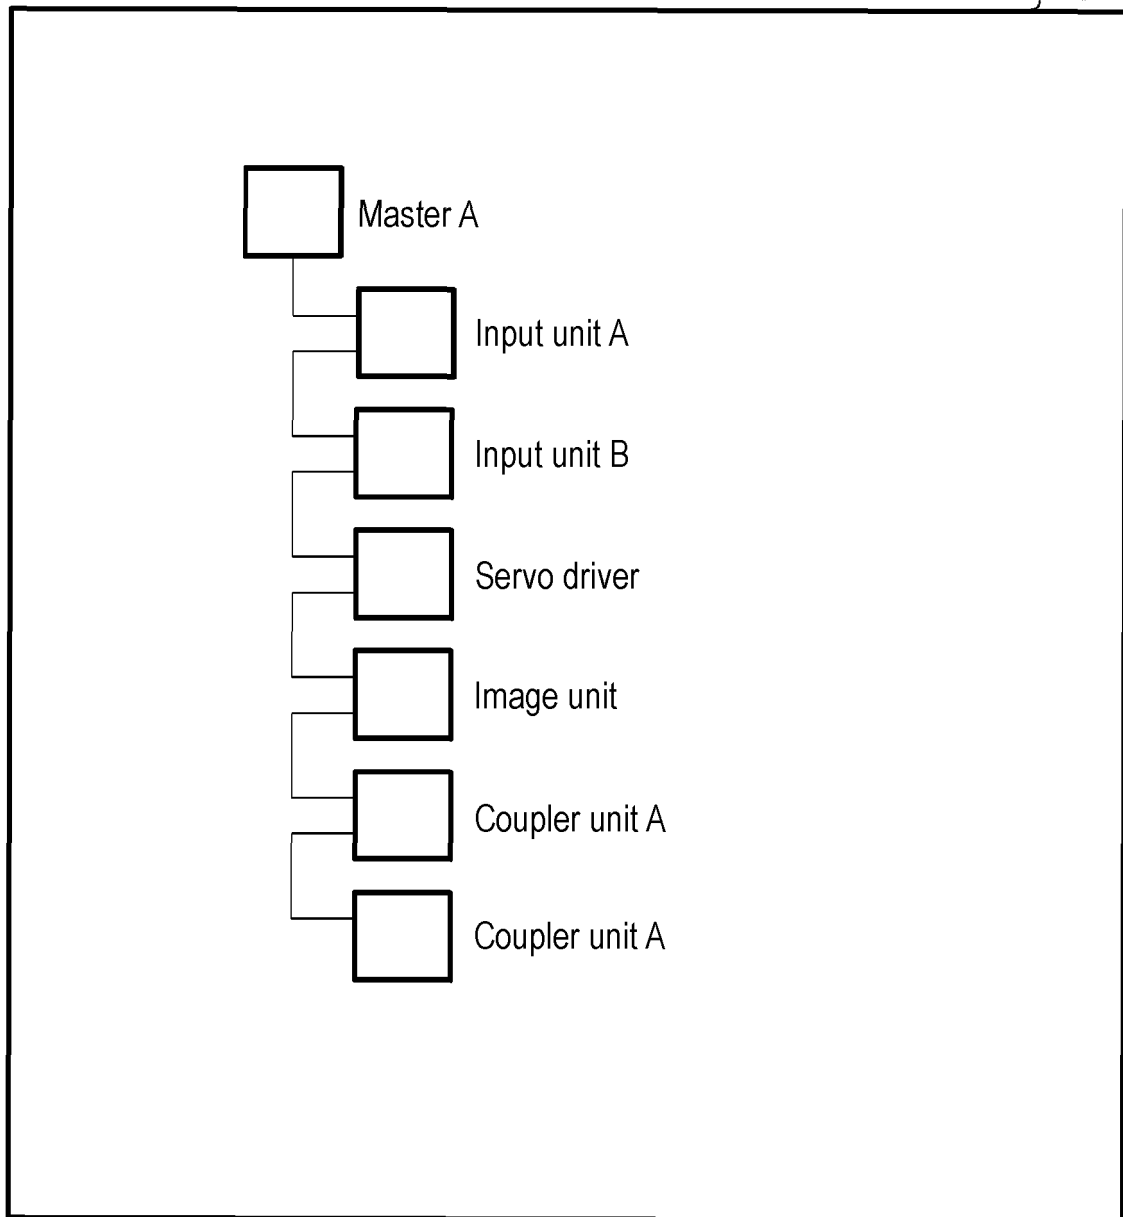 Master A
Input unit A
Input unit B
Servo driver
Image unit
Coupler unit A
Coupler unit A